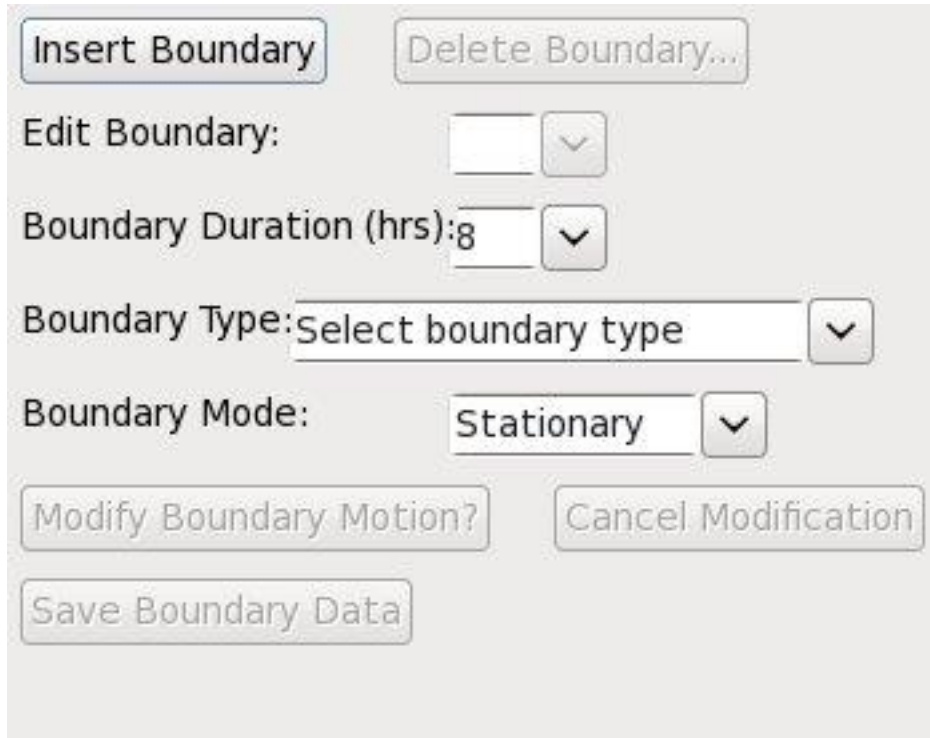 Insert Boundary Delete Boundary...
Edit Boundary:
Boundary Duration (hrs): 8
Boundary Type: Select boundary type
Boundary Mode: Stationary
Modify Boundary Motion? Cancel Modification
Save Boundary Data